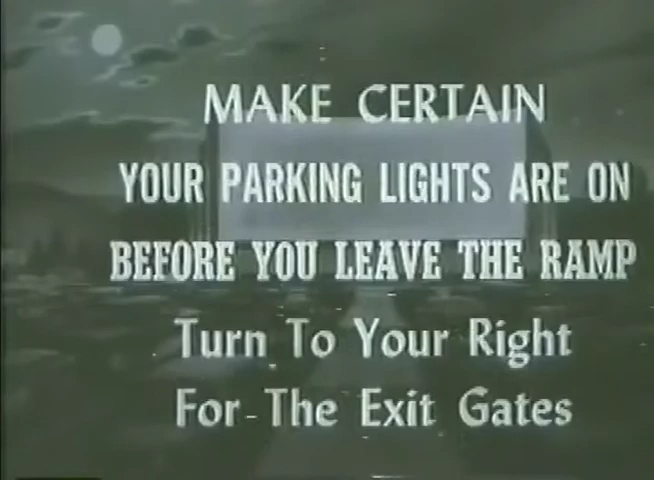 MAKE CERTAIN
YOUR PARKING LIGHTS ARE ON
BEFORE YOU LEAVE THE RAMP
Turn To Your Right
For - The Exit Gates